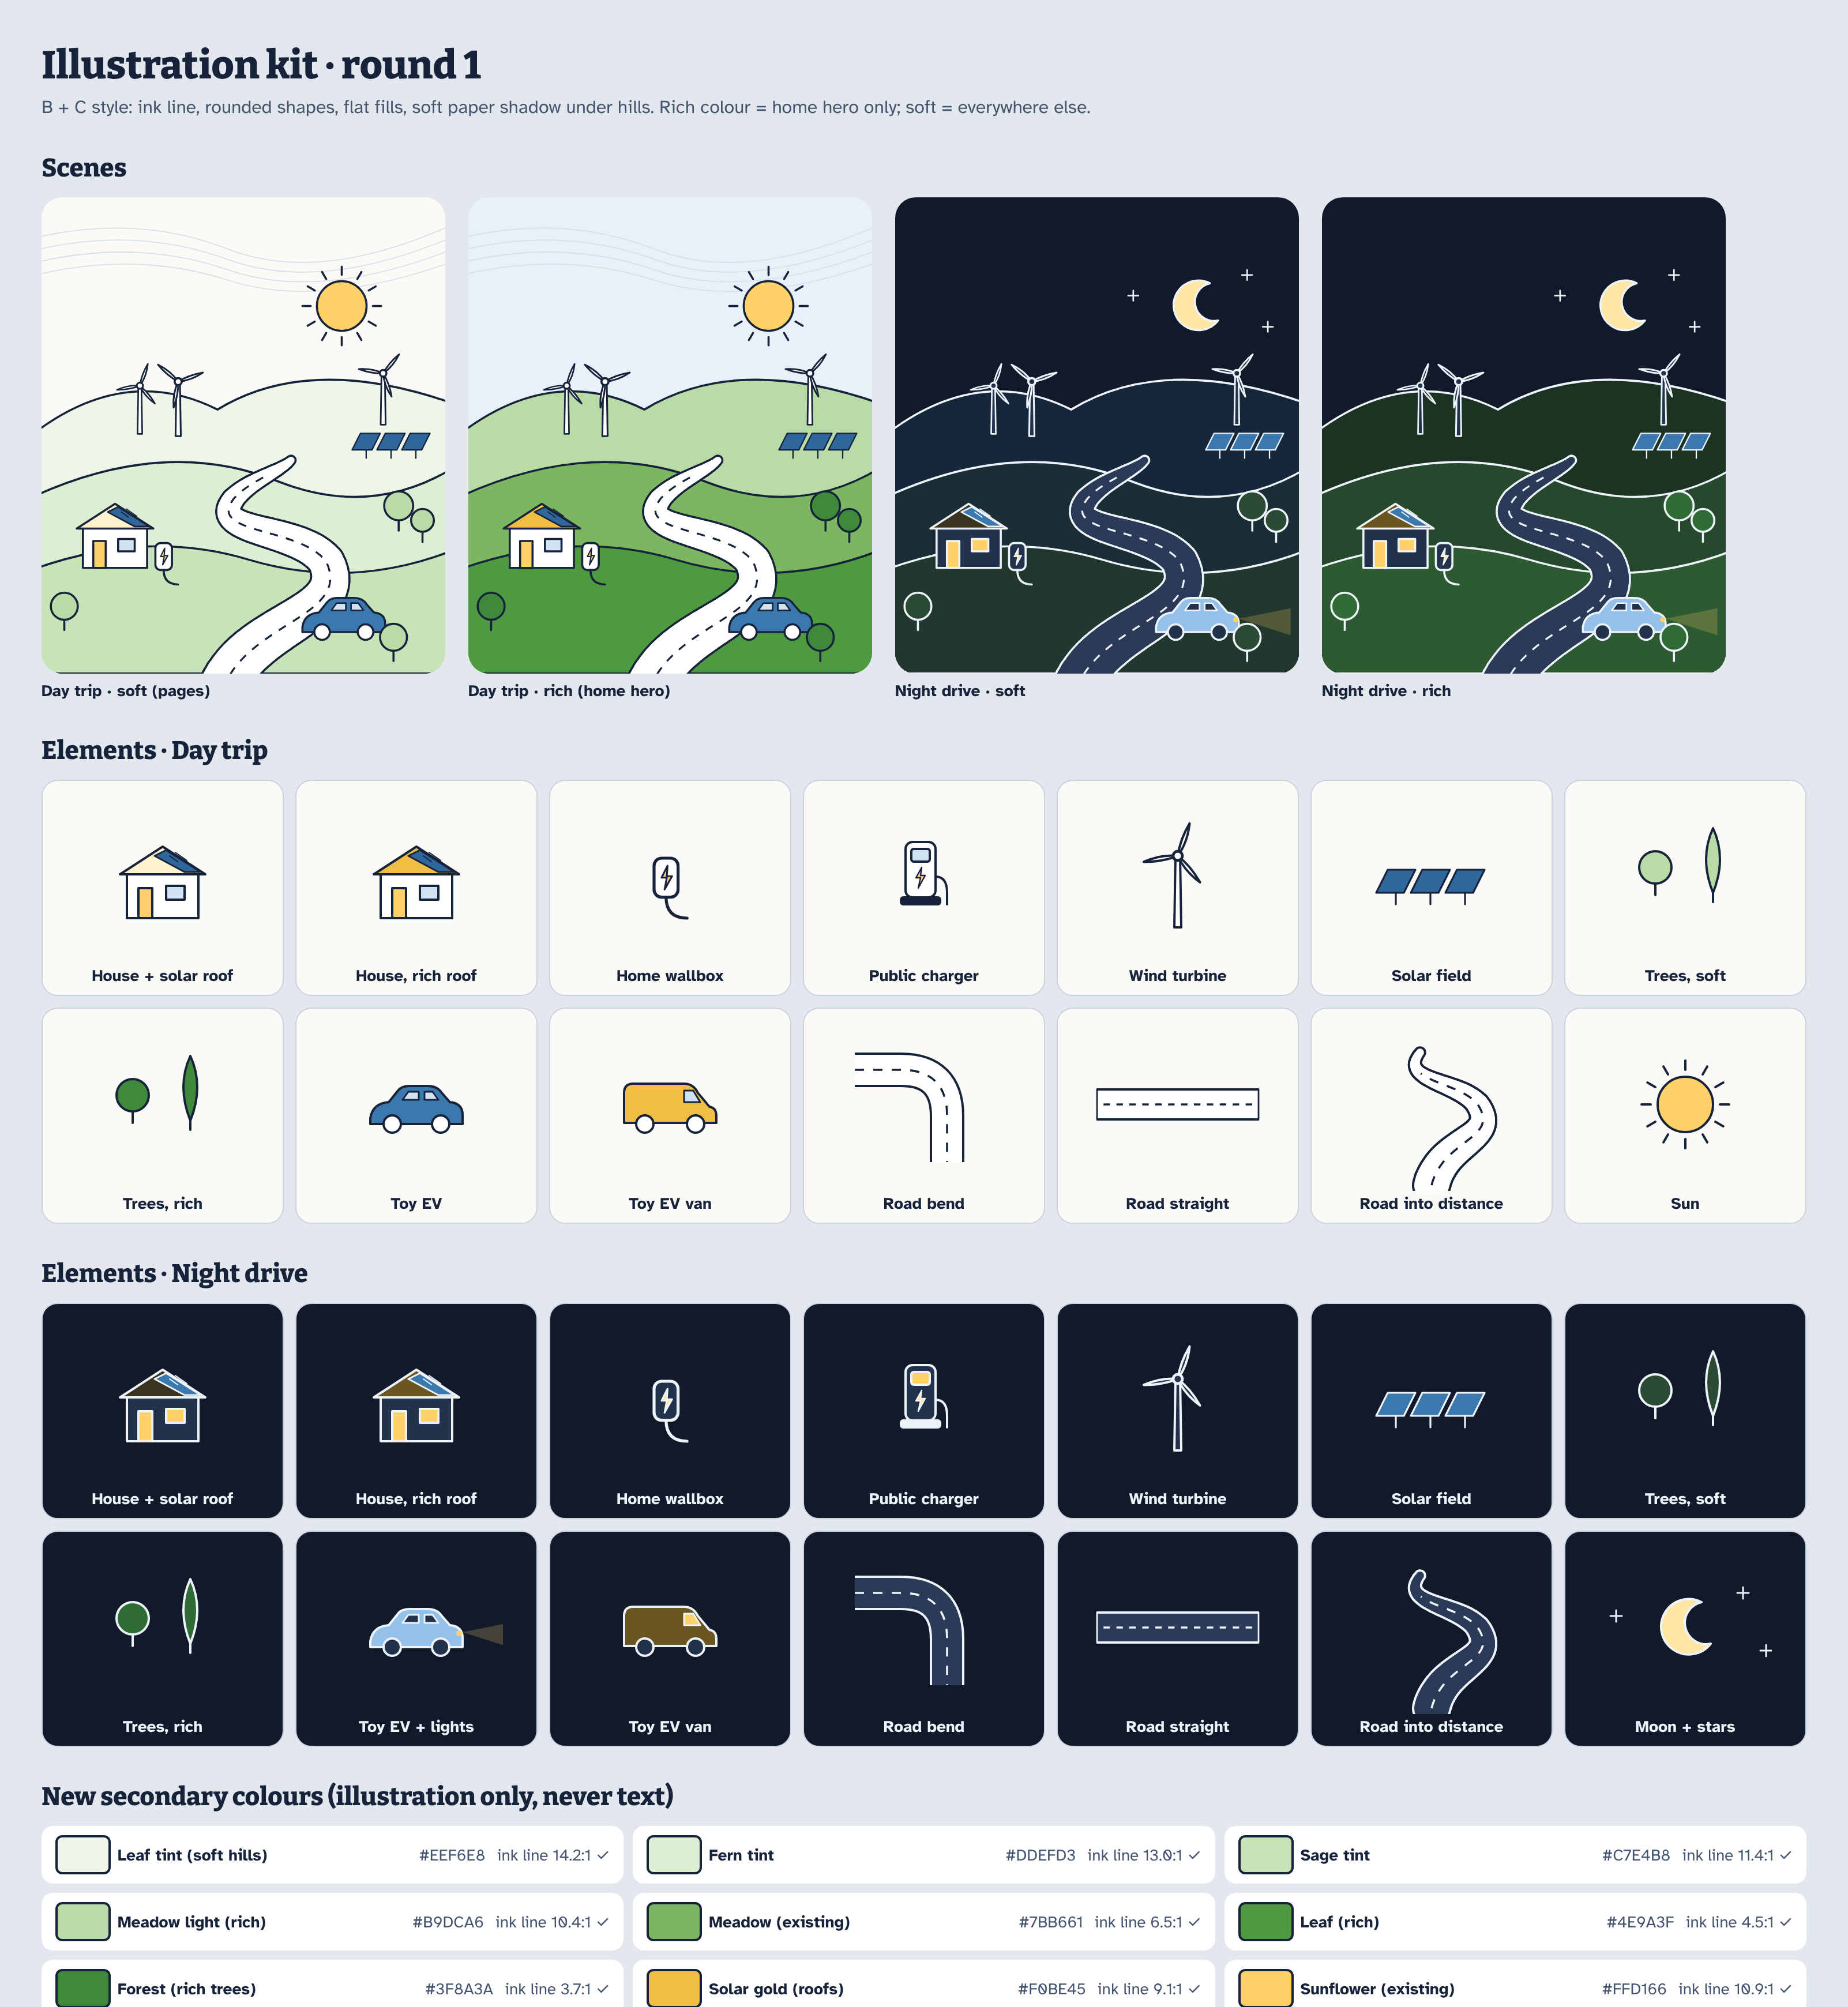 Illustration kit · round 1
B + C style: ink line, rounded shapes, flat fills, soft paper shadow under hills. Rich colour = home hero only; soft = everywhere else.
Scenes
Day trip · soft (pages)
Day trip · rich (home hero)
Night drive · soft
Night drive · rich
Elements · Day trip
House + solar roof
House, rich roof
Home wallbox
Public charger
Wind turbine
Solar field
Trees, soft
Trees, rich
Toy EV
Toy EV van
Road bend
Road straight
Road into distance
Sun
Elements · Night drive
House + solar roof
House, rich roof
Home wallbox
Public charger
Wind turbine
Solar field
Trees, soft
Trees, rich
Toy EV + lights
Toy EV van
Road bend
Road straight
Road into distance
Moon + stars
New secondary colours (illustration only, never text)
Leaf tint (soft hills) #EEF6E8 ink line 14.2:1 ✓
Fern tint #DDEFD3 ink line 13.0:1 ✓
Sage tint #C7E4B8 ink line 11.4:1 ✓
Meadow light (rich) #B9DCA6 ink line 10.4:1 ✓
Meadow (existing) #7BB661 ink line 6.5:1 ✓
Leaf (rich) #4E9A3F ink line 4.5:1 ✓
Forest (rich trees) #3F8A3A ink line 3.7:1 ✓
Solar gold (roofs) #F0BE45 ink line 9.1:1 ✓
Sunflower (existing) #FFD166 ink line 10.9:1 ✓